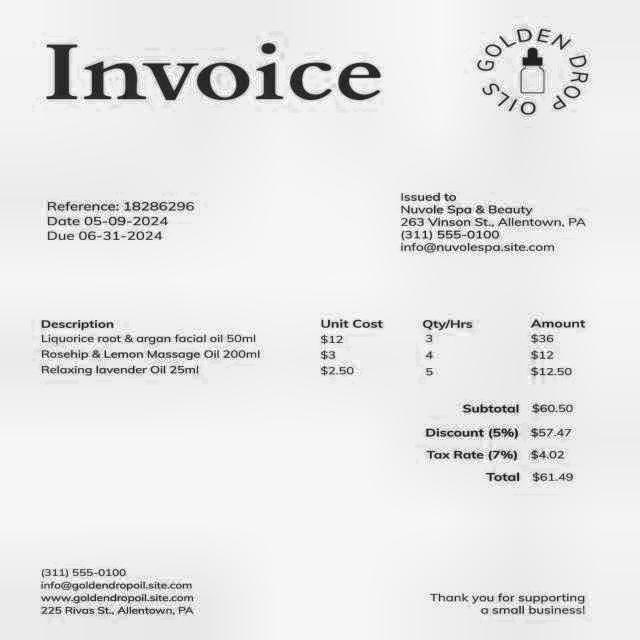 Invoice
GOLDEN DROP OILS
Reference: 18286296
Date 05-09-2024
Due 06-31-2024
Issued to
Nuvole Spa & Beauty
263 Vinson St., Allentown, PA
(311) 555-0100
info@nuvolespa.site.com
Description Unit Cost Qty/Hrs Amount
Liquorice root & argan facial oil 50ml $12 3 $36
Rosehip & Lemon Massage Oil 200ml $3 4 $12
Relaxing lavender Oil 25ml $2.50 5 $12.50
Subtotal $60.50
Discount (5%) $57.47
Tax Rate (7%) $4.02
Total $61.49
(311) 555-0100
info@goldendropoil.site.com
www.goldendropoil.site.com
225 Rivas St., Allentown, PA
Thank you for supporting
a small business!